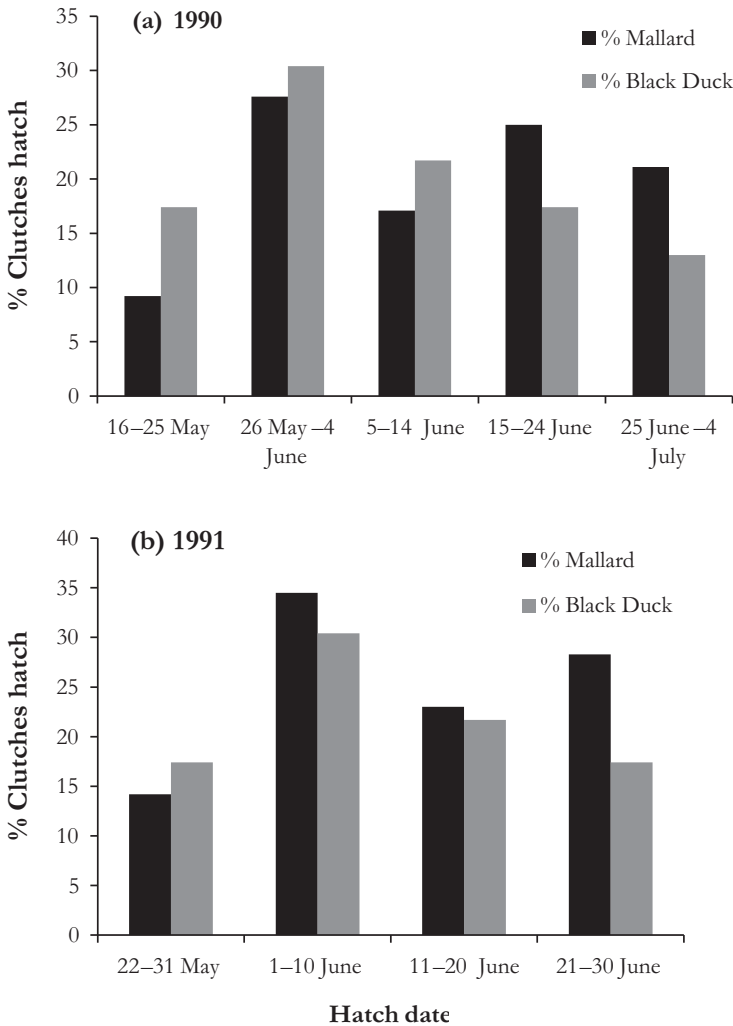 (a) 1990
% Mallard
% Black Duck
% Clutches hatch
35
30
25
20
15
10
5
0
16–25 May
26 May –4
June
5–14 June
15–24 June
25 June –4
July
(b) 1991
% Mallard
% Black Duck
% Clutches hatch
40
35
30
25
20
15
10
5
0
22–31 May
1–10 June
11–20 June
21–30 June
Hatch date